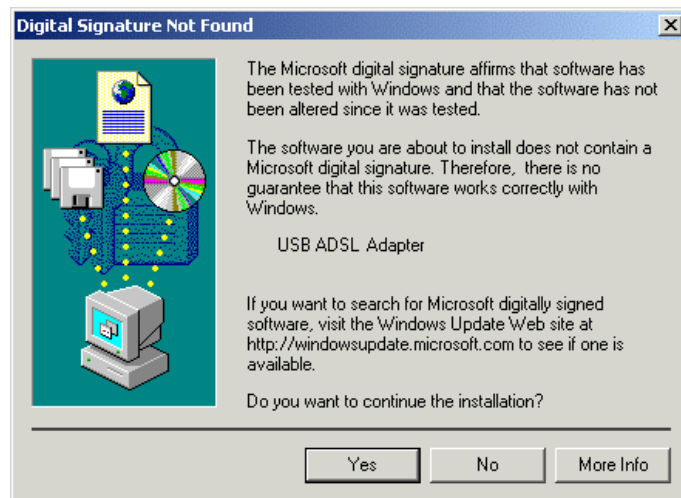 Digital Signature Not Found
The Microsoft digital signature affirms that software has
been tested with Windows and that the software has not
been altered since it was tested.
The software you are about to install does not contain a
Microsoft digital signature. Therefore, there is no
guarantee that this software works correctly with
Windows.
USB ADSL Adapter
If you want to search for Microsoft digitally signed
software, visit the Windows Update Web site at
http://windowsupdate.microsoft.com to see if one is
available.
Do you want to continue the installation?
Yes No More Info